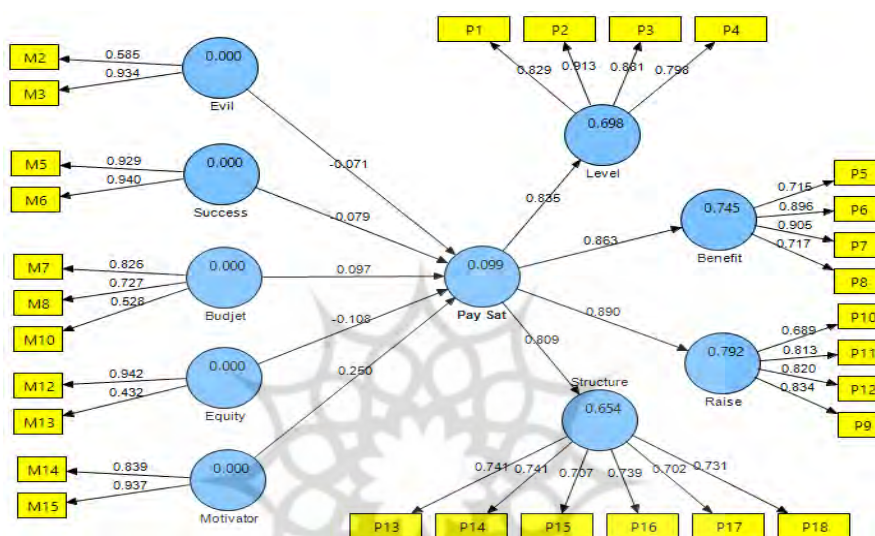 P1 P2 P3 P4
0.829 0.913 0.881 0.798
0.698
Level
M2 0.585
M3 0.934
0.000
Evil
-0.071
M5 0.929
M6 0.940
0.000
Success
-0.079
M7 0.826
M8 0.727
M10 0.528
0.000
Budjet
0.097
M12 0.942
M13 0.432
0.000
Equity
-0.108
M14 0.839
M15 0.937
0.000
Motivator
0.250
0.099
Pay Sat
0.835
0.863
0.890
0.809
0.745
Benefit
0.715 P5
0.896 P6
0.905 P7
0.717 P8
0.792
Raise
0.689 P10
0.813 P11
0.820 P12
0.834 P9
Structure
0.654
0.741 0.741 0.707 0.739 0.702 0.731
P13 P14 P15 P16 P17 P18